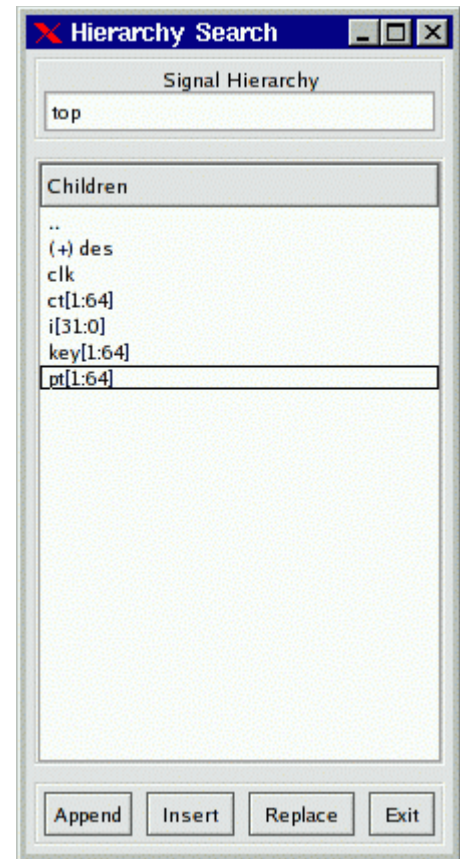 Hierarchy Search
Signal Hierarchy
top
Children
..
(+) des
clk
ct[1:64]
i[31:0]
key[1:64]
pt[1:64]
Append Insert Replace Exit